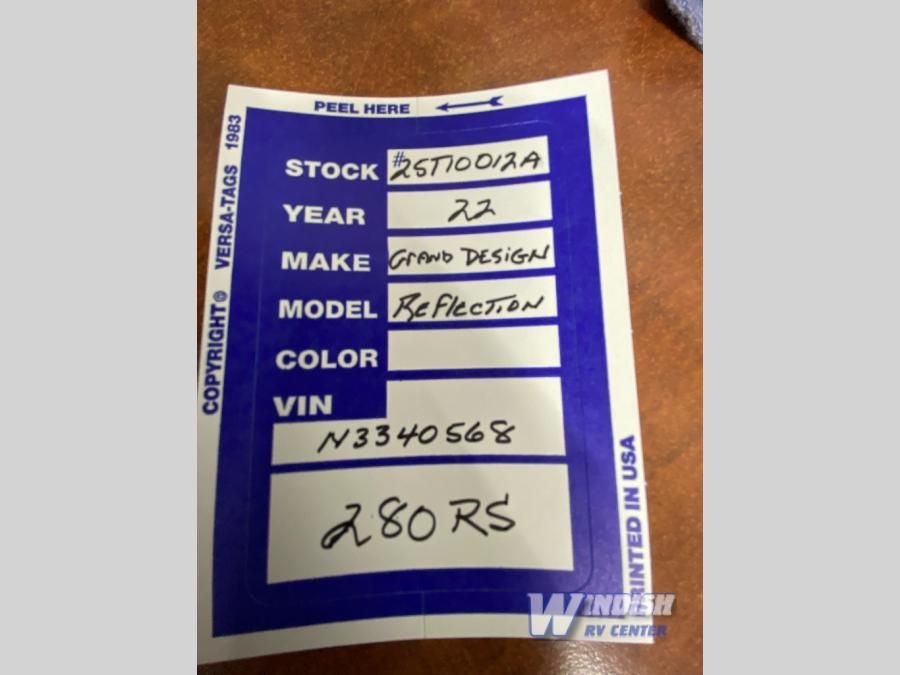 PEEL HERE
COPYRIGHT® VERSA-TAGS 1983
STOCK #25T10012A
YEAR 22
MAKE GRAND DESIGN
MODEL ReFlecTION
COLOR
VIN
N3340568
280RS
PRINTED IN USA
WINDISH
RV CENTER